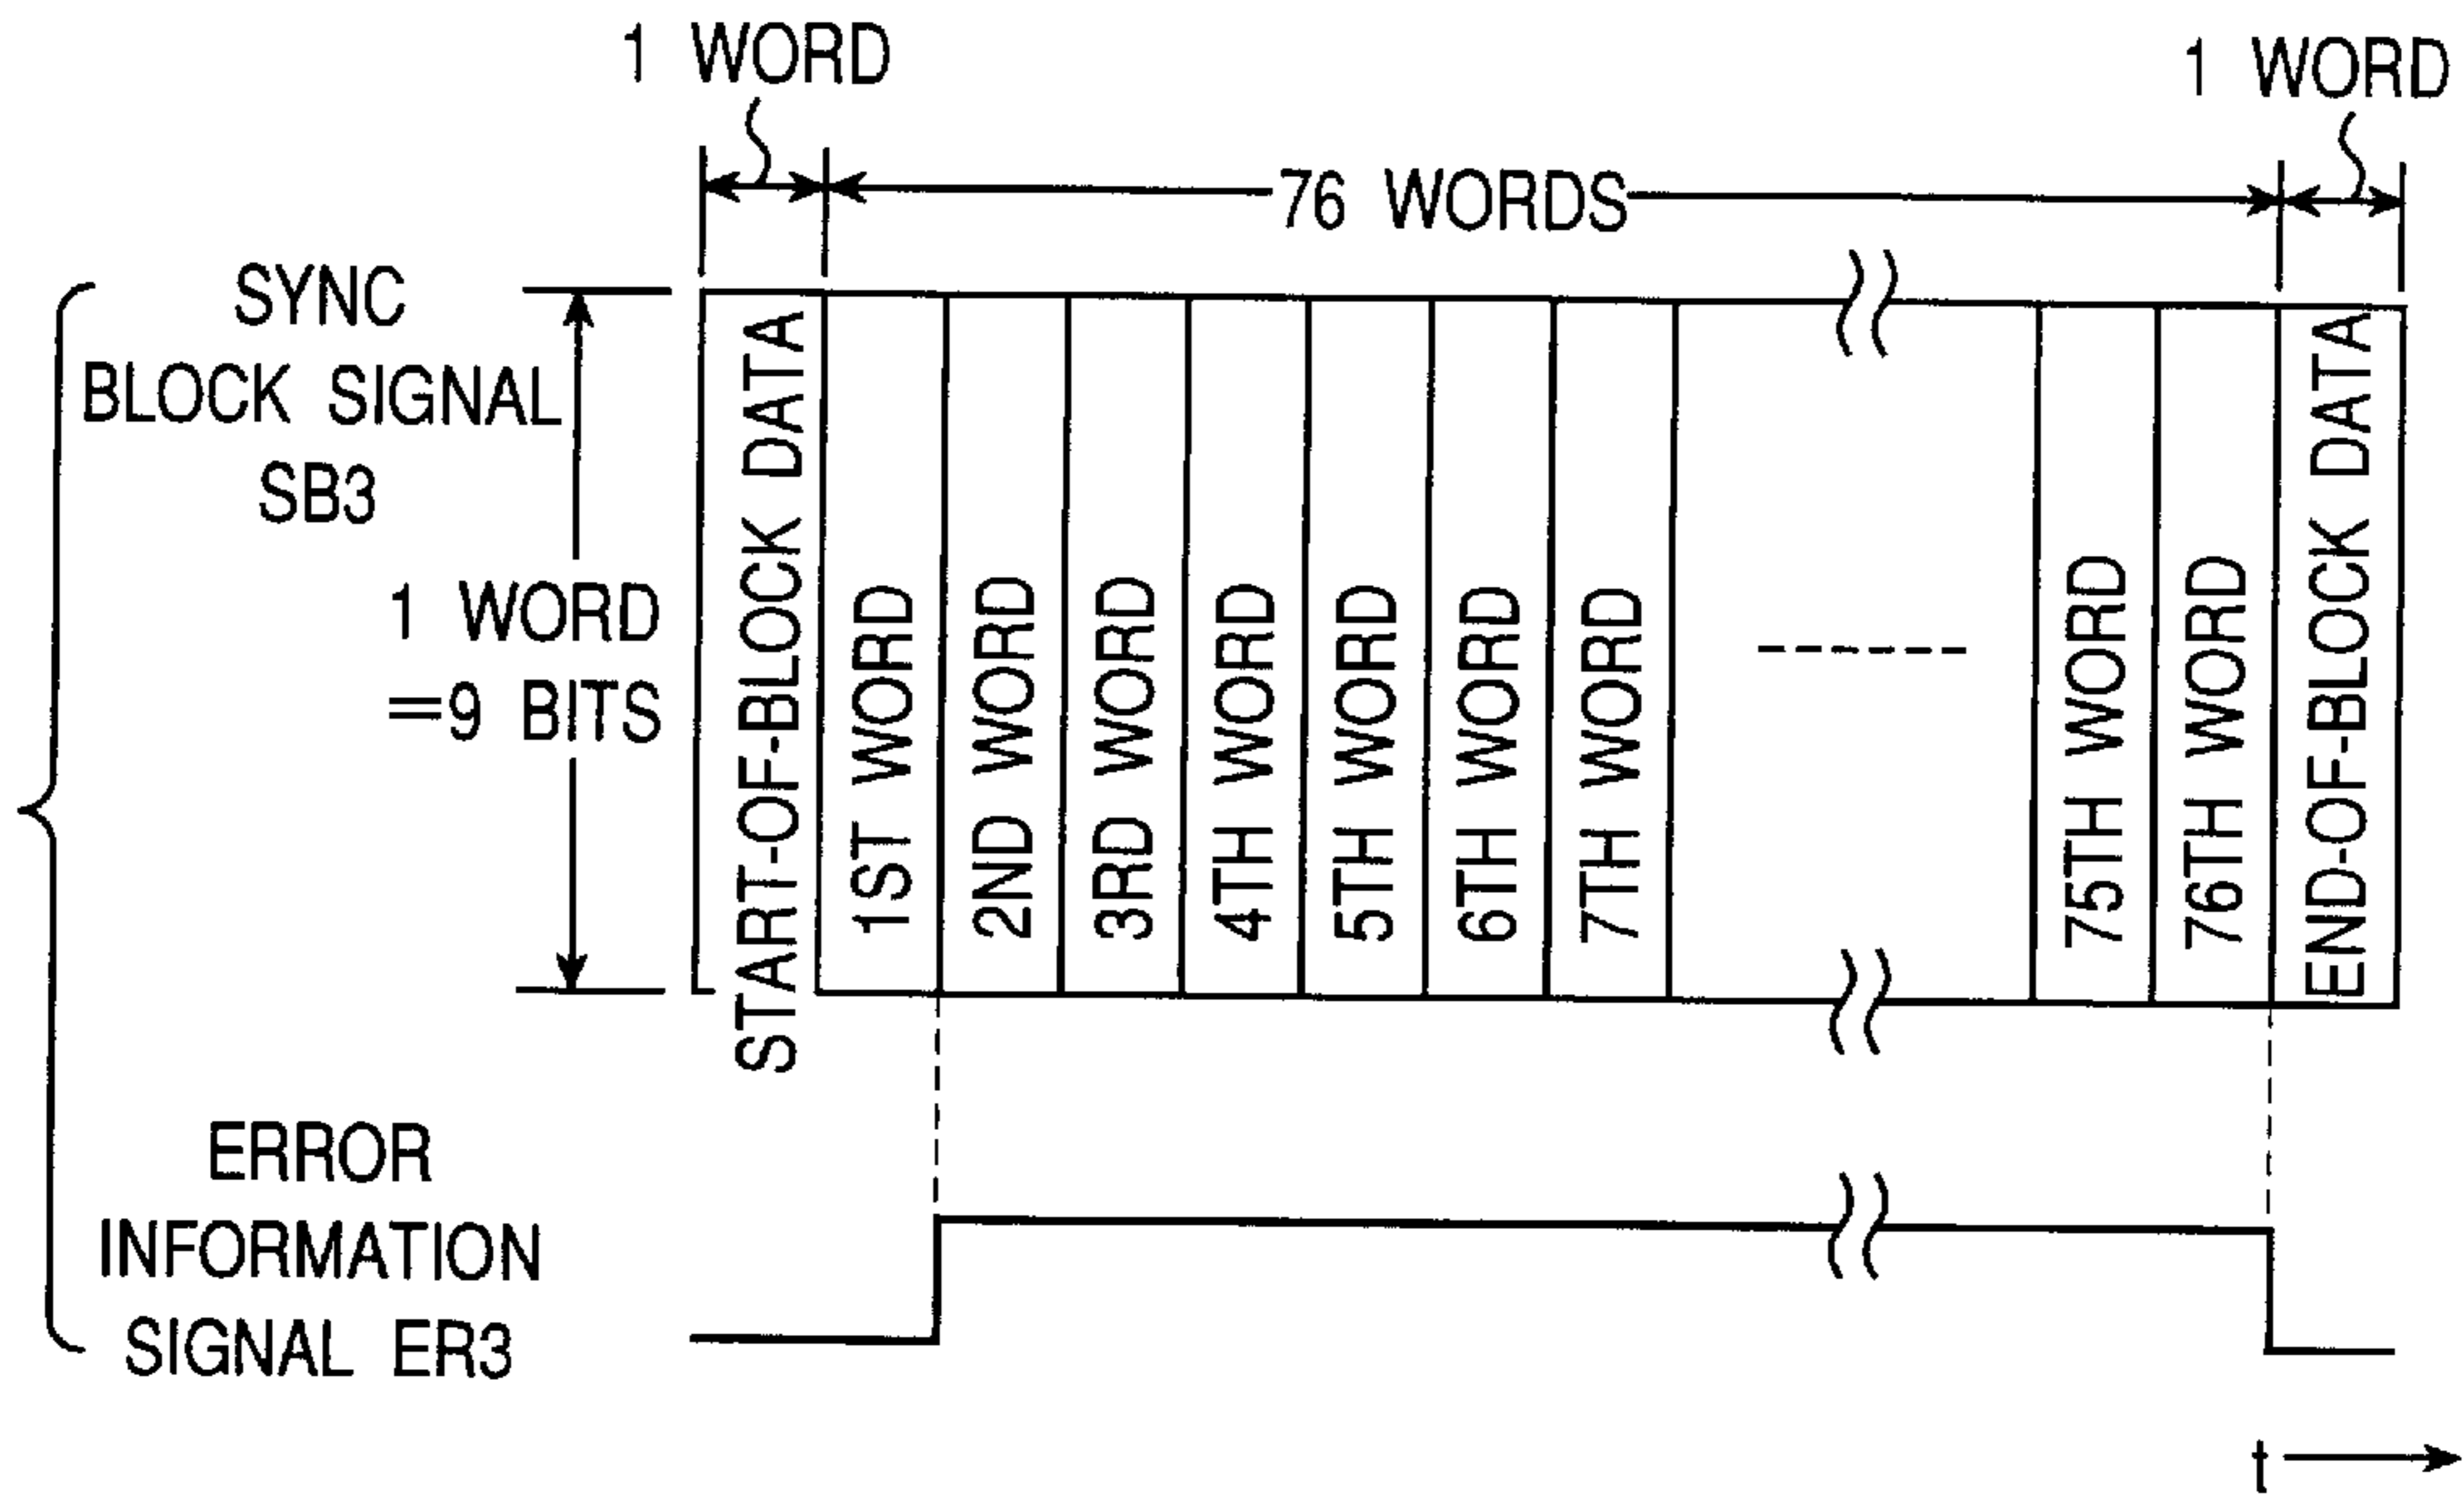 1 WORD
1 WORD
76 WORDS
SYNC
BLOCK SIGNAL
SB3
1 WORD
=9 BITS
START-OF-BLOCK DATA
1ST WORD
2ND WORD
3RD WORD
4TH WORD
5TH WORD
6TH WORD
7TH WORD
75TH WORD
76TH WORD
END-OF-BLOCK DATA
ERROR
INFORMATION
SIGNAL ER3
t